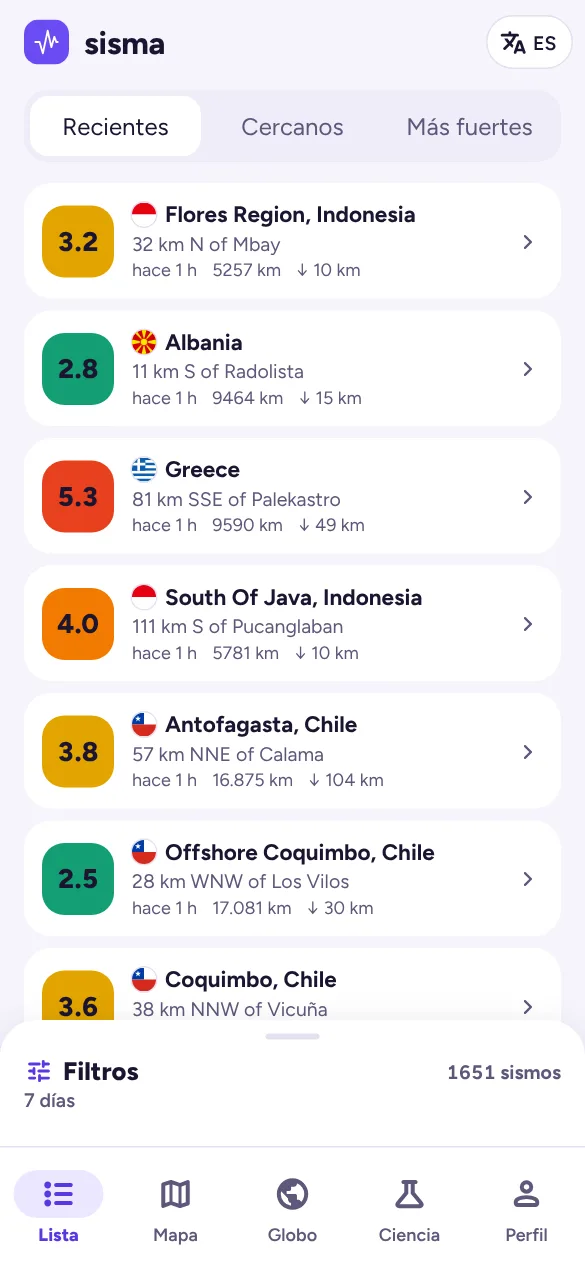 sisma
ES
Recientes
Cercanos
Más fuertes
3.2
Flores Region, Indonesia
32 km N of Mbay
hace 1 h 5257 km ↓ 10 km
2.8
Albania
11 km S of Radolista
hace 1 h 9464 km ↓ 15 km
5.3
Greece
81 km SSE of Palekastro
hace 1 h 9590 km ↓ 49 km
4.0
South Of Java, Indonesia
111 km S of Pucanglaban
hace 1 h 5781 km ↓ 10 km
3.8
Antofagasta, Chile
57 km NNE of Calama
hace 1 h 16.875 km ↓ 104 km
2.5
Offshore Coquimbo, Chile
28 km WNW of Los Vilos
hace 1 h 17.081 km ↓ 30 km
3.6
Coquimbo, Chile
38 km NNW of Vicuña
Filtros
1651 sismos
7 días
Lista
Mapa
Globo
Ciencia
Perfil